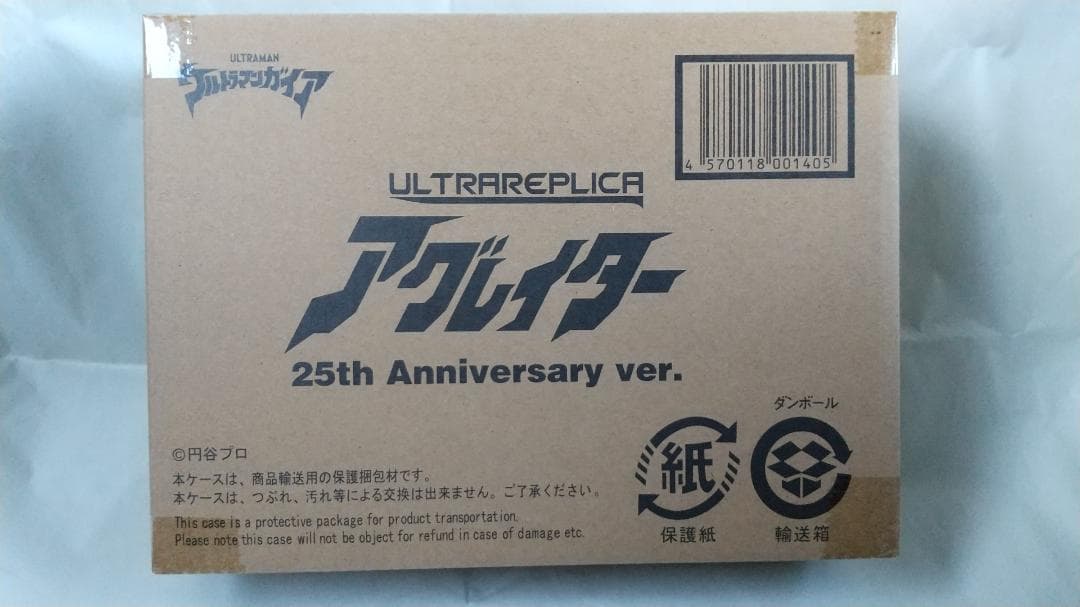 ULTRAMAN
ウルトラマンガイア
4 570118 001405
ULTRAREPLICA
アグレイター
25th Anniversary ver.
ダンボール
紙
保護紙
輸送箱
©円谷プロ
本ケースは、商品輸送用の保護梱包材です。
本ケースは、つぶれ、汚れ等による交換は出来ません。ご了承ください。
This case is a protective package for product transportation.
Please note this case will not be object for refund in case of damage etc.